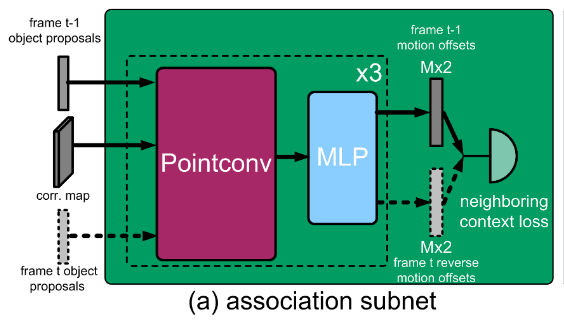 frame t-1
object proposals
corr. map
frame t object
proposals
Pointconv
x3
MLP
frame t-1
motion offsets
Mx2
neighboring
context loss
Mx2
frame t reverse
motion offsets
(a) association subnet